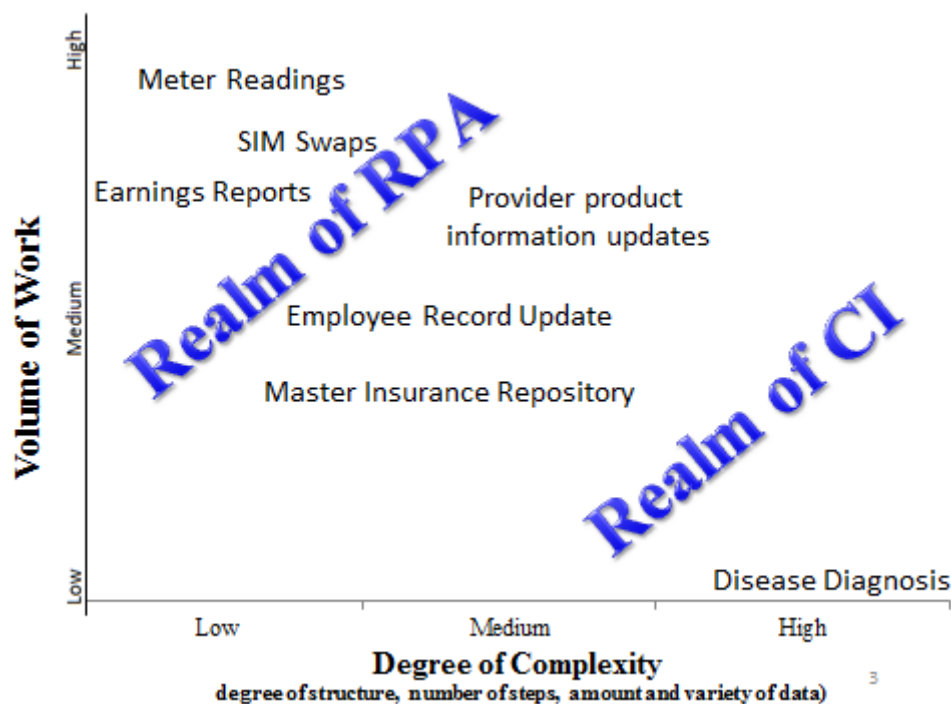 High
Meter Readings
SIM Swaps
Earnings Reports
Realm of RPA
Provider product
information updates
Volume of Work
Medium
Employee Record Update
Master Insurance Repository
Realm of CI
Low
Disease Diagnosis
Low
Medium
High
Degree of Complexity
degree of structure, number of steps, amount and variety of data)
3